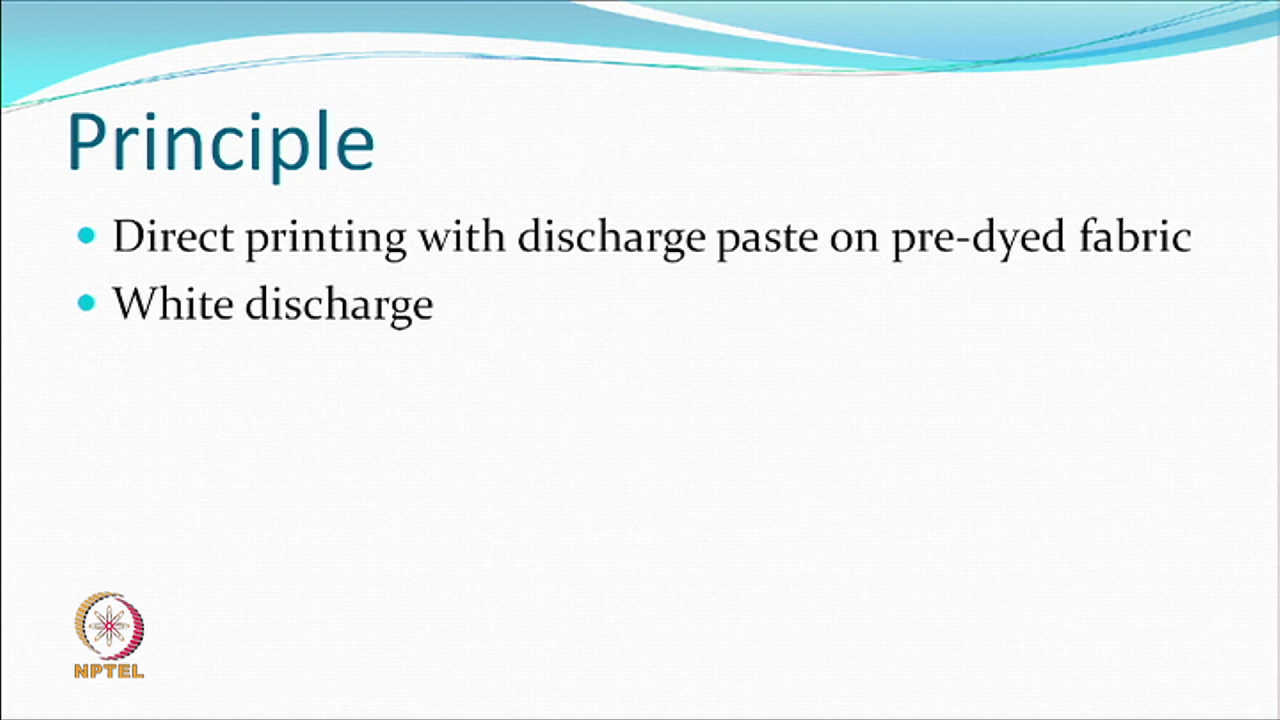 Principle
Direct printing with discharge paste on pre-dyed fabric
White discharge
NPTEL